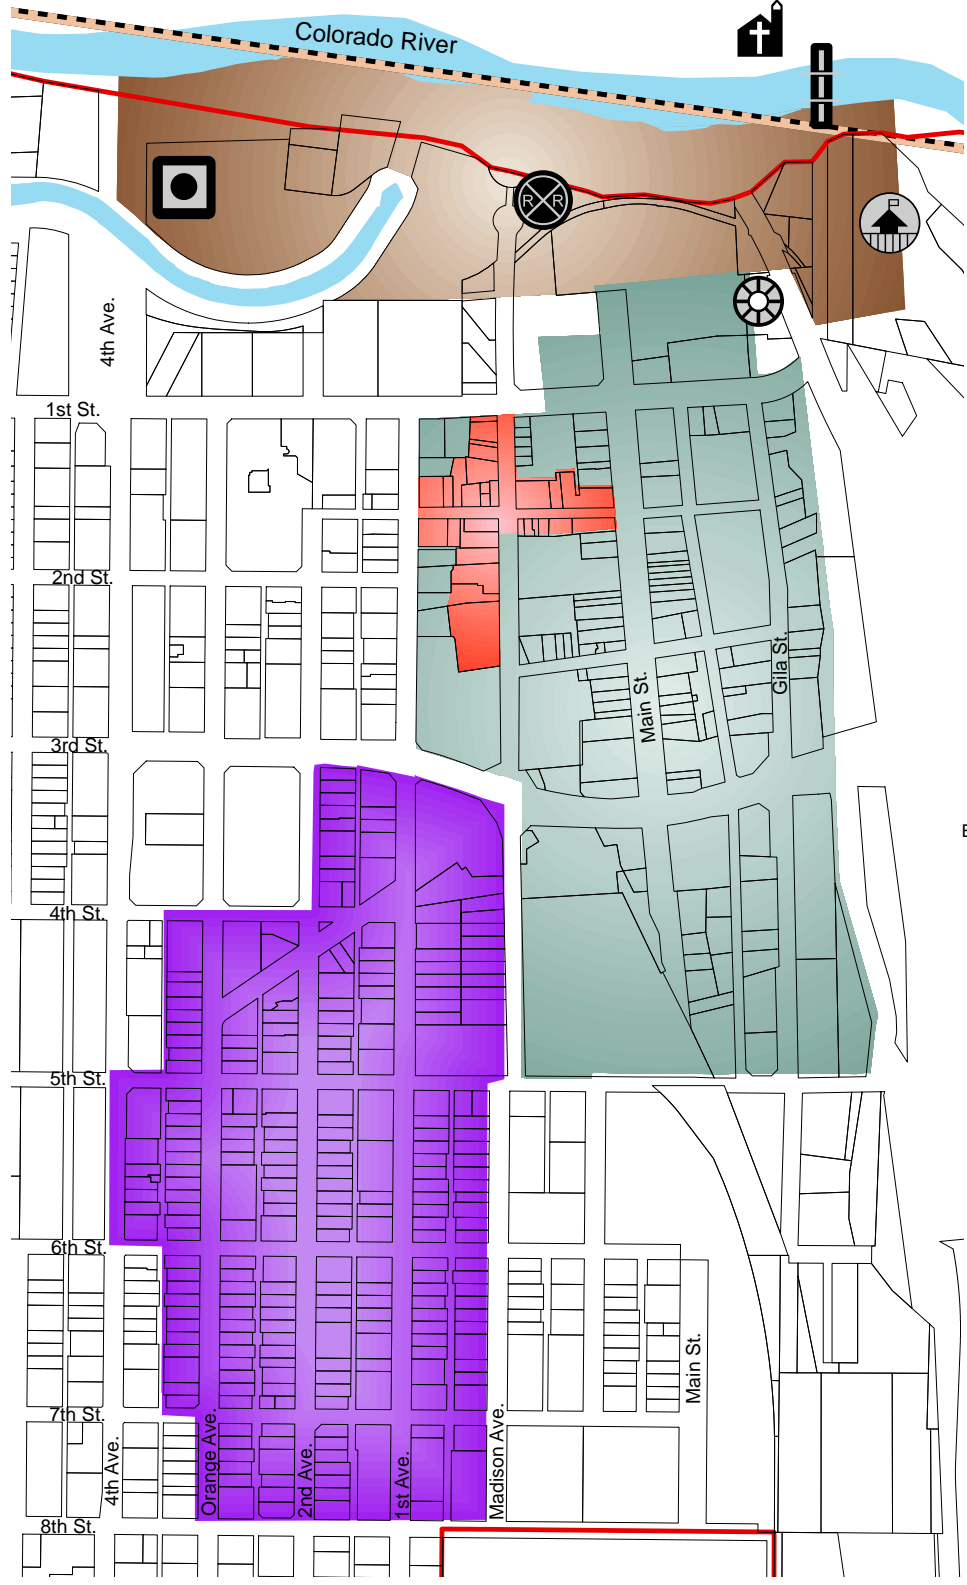 Colorado River
R R
4th Ave.
1st St.
2nd St.
Gila St.
Main St.
3rd St.
E
4th St.
5th St.
6th St.
Main St.
7th St.
4th Ave.
Orange Ave.
2nd Ave.
1st Ave.
Madison Ave.
8th St.